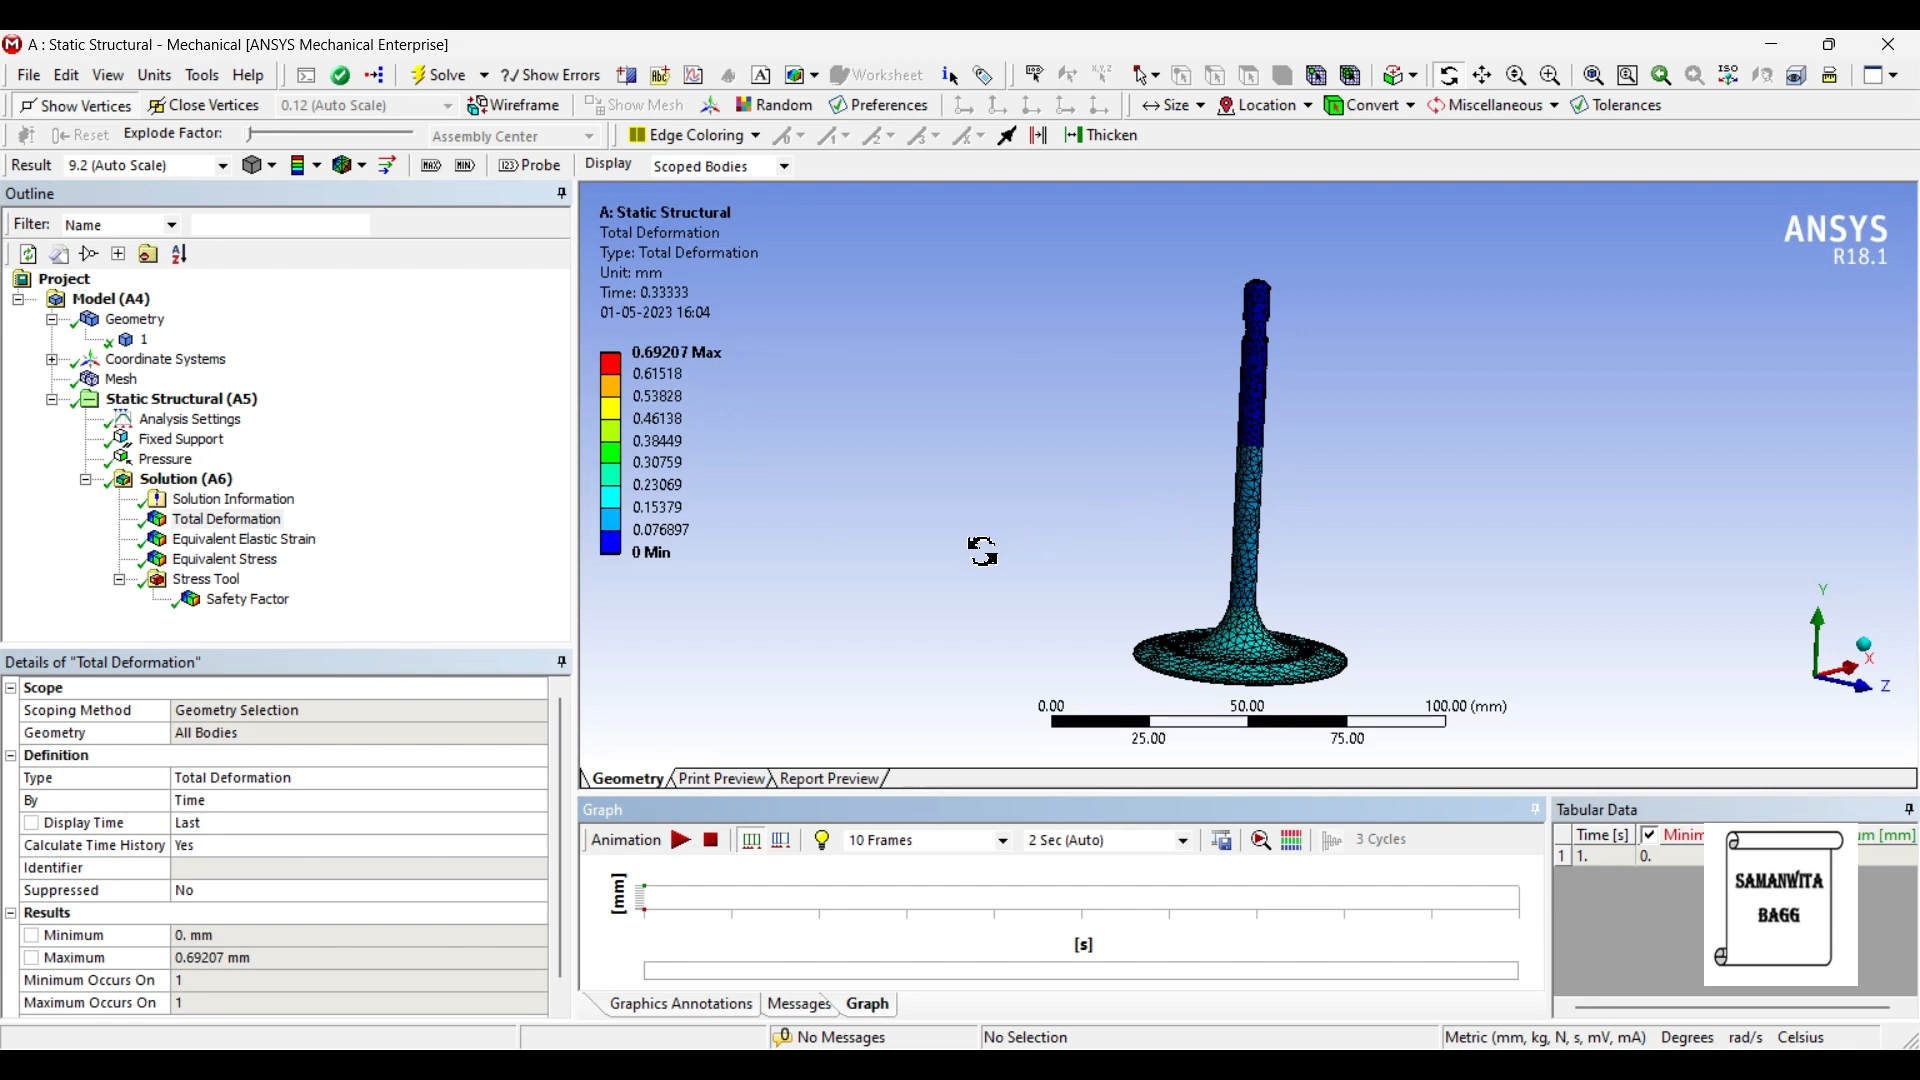 A : Static Structural - Mechanical [ANSYS Mechanical Enterprise]
File Edit View Units Tools Help Solve ?/ Show Errors Worksheet
Show Vertices Close Vertices 0.12 (Auto Scale) Wireframe Show Mesh Random Preferences Size Location Convert Miscellaneous Tolerances
Reset Explode Factor: Assembly Center Edge Coloring Thicken
Result 9.2 (Auto Scale) MAX MIN Probe Display Scoped Bodies
Outline
Filter: Name
Project
Model (A4)
Geometry
1
Coordinate Systems
Mesh
Static Structural (A5)
Analysis Settings
Fixed Support
Pressure
Solution (A6)
Solution Information
Total Deformation
Equivalent Elastic Strain
Equivalent Stress
Stress Tool
Safety Factor
Details of "Total Deformation"
Scope
Scoping Method Geometry Selection
Geometry All Bodies
Definition
Type Total Deformation
By Time
Display Time Last
Calculate Time History Yes
Identifier
Suppressed No
Results
Minimum 0. mm
Maximum 0.69207 mm
Minimum Occurs On 1
Maximum Occurs On 1
A: Static Structural
Total Deformation
Type: Total Deformation
Unit: mm
Time: 0.33333
01-05-2023 16:04
0.69207 Max
0.61518
0.53828
0.46138
0.38449
0.30759
0.23069
0.15379
0.076897
0 Min
ANSYS
R18.1
Y
X
Z
0.00 50.00 100.00 (mm)
25.00 75.00
Geometry Print Preview Report Preview
Graph
Animation 10 Frames 2 Sec (Auto) 3 Cycles
[mm]
[s]
Graphics Annotations Messages Graph
Tabular Data
Time [s] Minim um [mm]
1 1. 0.
SAMANWITA
BAGG
0 No Messages No Selection Metric (mm, kg, N, s, mV, mA) Degrees rad/s Celsius